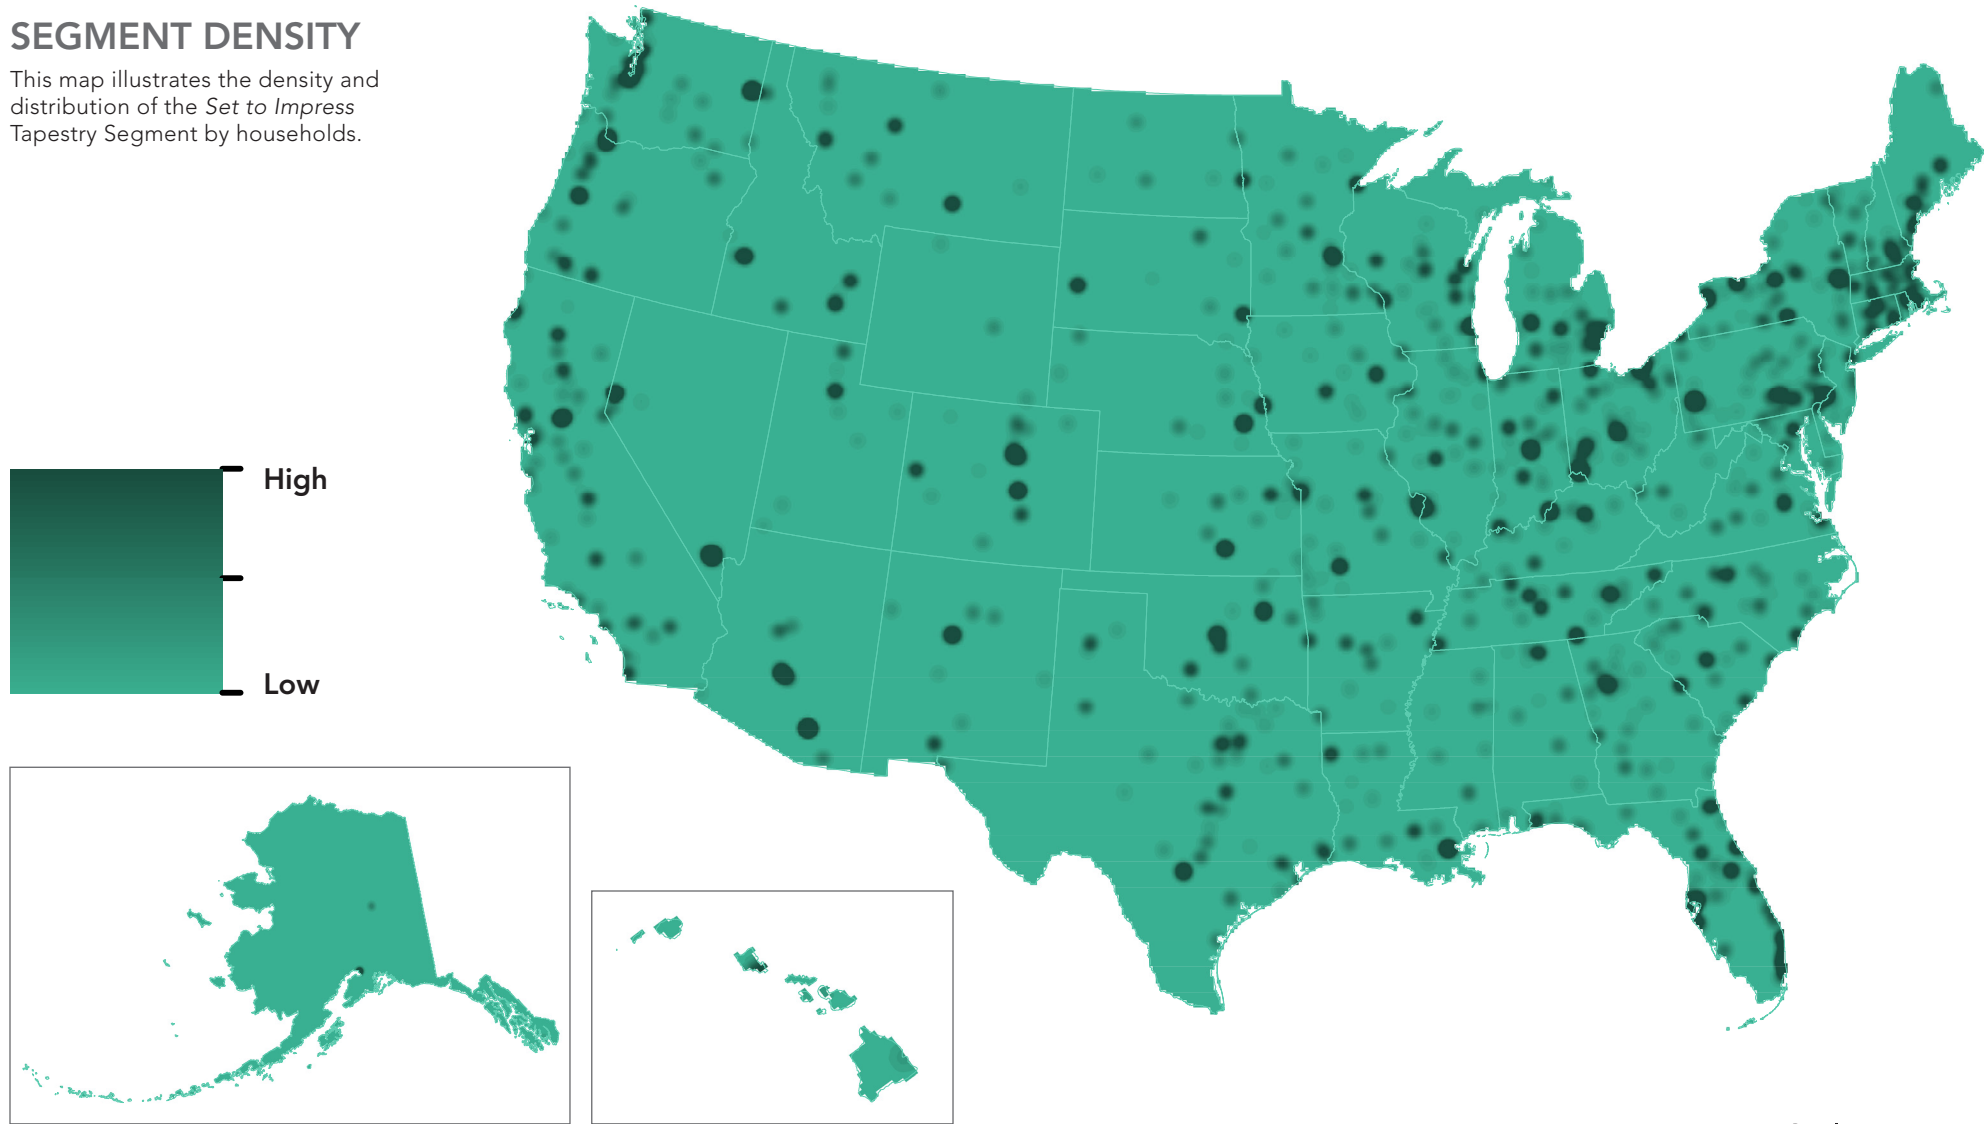 SEGMENT DENSITY
This map illustrates the density and
distribution of the Set to Impress
Tapestry Segment by households.
High
Low